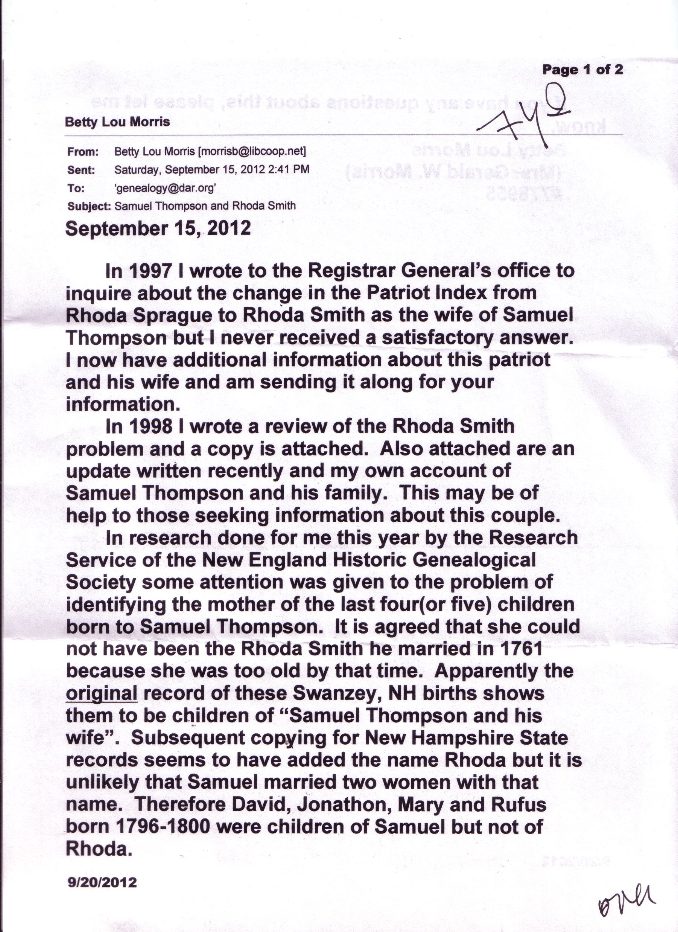 Page 1 of 2
Betty Lou Morris
From: Betty Lou Morris [morrisb@libcoop.net]
Sent: Saturday, September 15, 2012 2:41 PM
To: 'genealogy@dar.org'
Subject: Samuel Thompson and Rhoda Smith
September 15, 2012
In 1997 I wrote to the Registrar General's office to
inquire about the change in the Patriot Index from
Rhoda Sprague to Rhoda Smith as the wife of Samuel
Thompson but I never received a satisfactory answer.
I now have additional information about this patriot
and his wife and am sending it along for your
information.
In 1998 I wrote a review of the Rhoda Smith
problem and a copy is attached. Also attached are an
update written recently and my own account of
Samuel Thompson and his family. This may be of
help to those seeking information about this couple.
In research done for me this year by the Research
Service of the New England Historic Genealogical
Society some attention was given to the problem of
identifying the mother of the last four(or five) children
born to Samuel Thompson. It is agreed that she could
not have been the Rhoda Smith he married in 1761
because she was too old by that time. Apparently the
original record of these Swanzey, NH births shows
them to be children of “Samuel Thompson and his
wife”. Subsequent copying for New Hampshire State
records seems to have added the name Rhoda but it is
unlikely that Samuel married two women with that
name. Therefore David, Jonathon, Mary and Rufus
born 1796-1800 were children of Samuel but not of
Rhoda.
9/20/2012
over